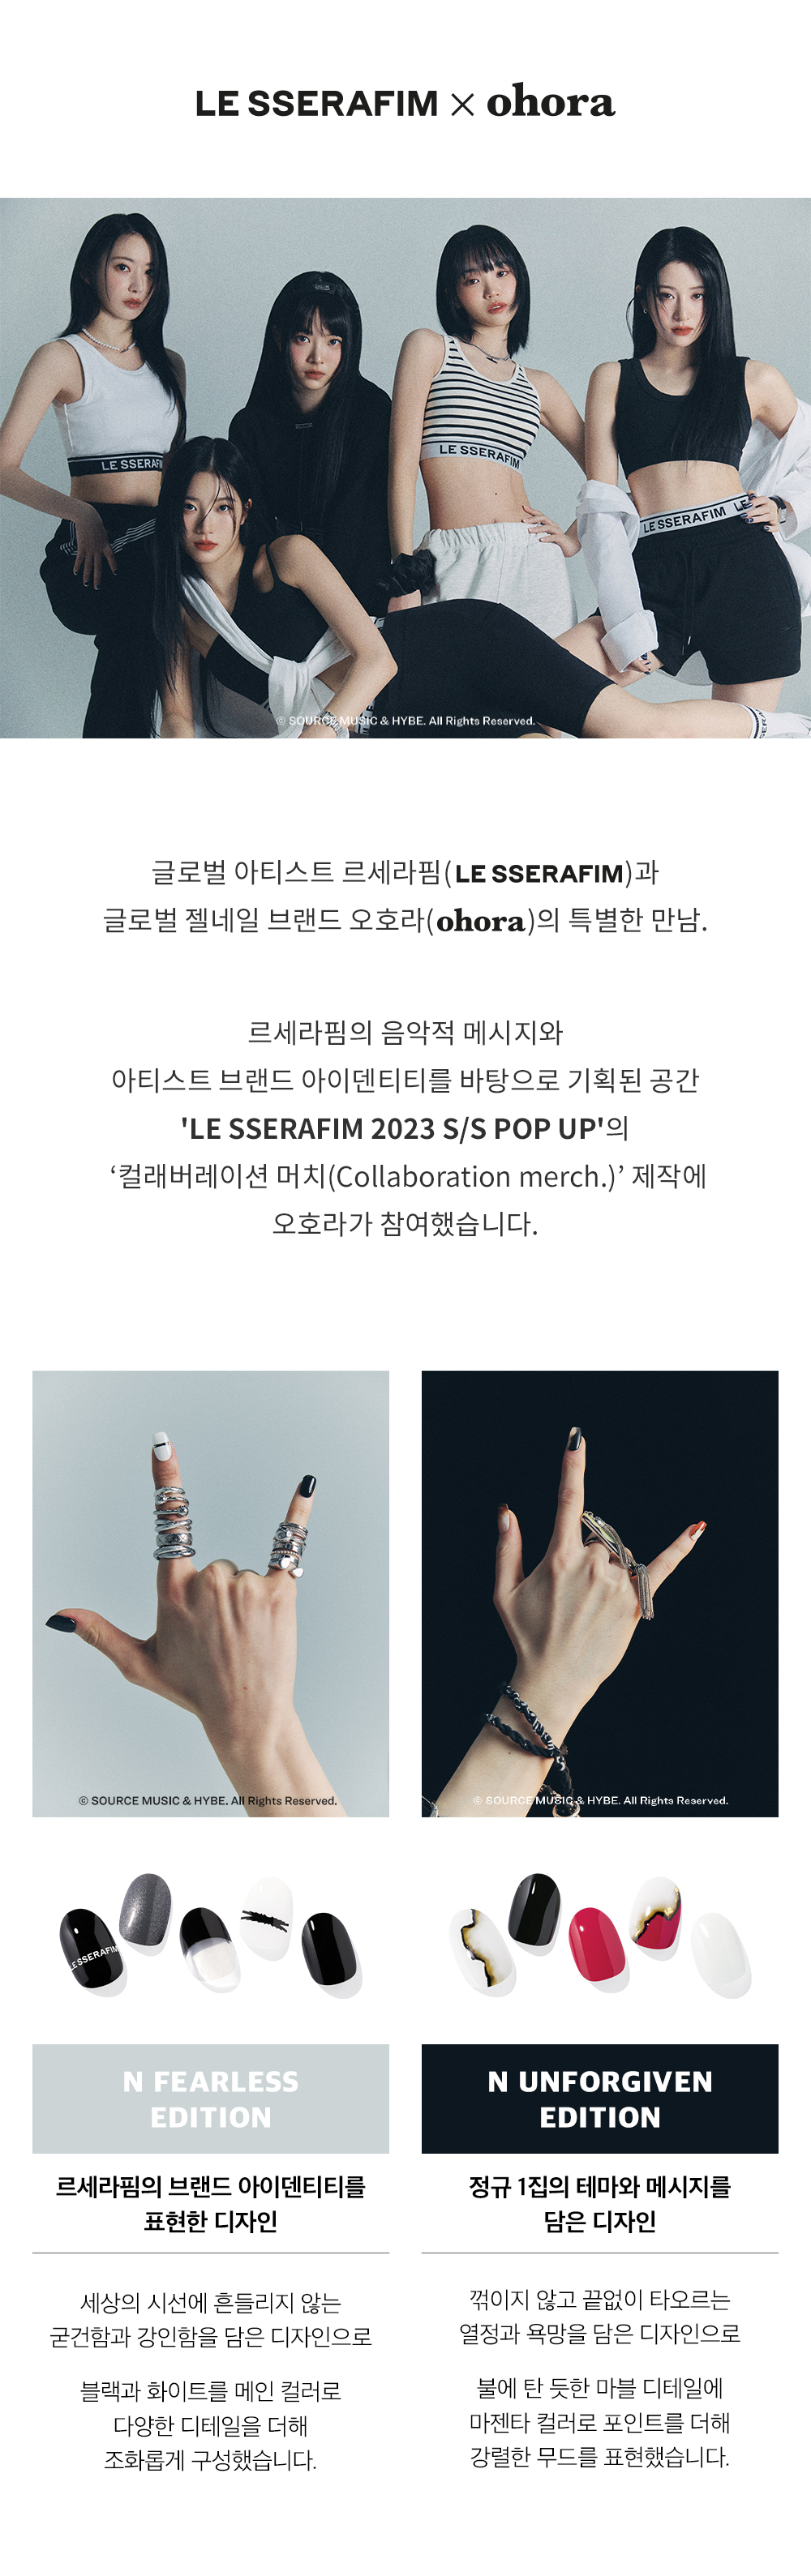 LE SSERAFIM × ohora
LE SSERAFI
LE SSERAFIM
LE SSERAFIM LE
© SOURCE MUSIC & HYBE. All Rights Reserved.
글로벌 아티스트 르세라핌(LE SSERAFIM)과
글로벌 젤네일 브랜드 오호라(ohora)의 특별한 만남.
르세라핌의 음악적 메시지와
아티스트 브랜드 아이덴티티를 바탕으로 기획된 공간
'LE SSERAFIM 2023 S/S POP UP'의
‘컬래버레이션 머치(Collaboration merch.)’ 제작에
오호라가 참여했습니다.
© SOURCE MUSIC & HYBE. All Rights Reserved.
© SOURCE MUSIC & HYBE. All Rights Reserved.
LE SSERAFIM
N FEARLESS
EDITION
르세라핌의 브랜드 아이덴티티를
표현한 디자인
세상의 시선에 흔들리지 않는
굳건함과 강인함을 담은 디자인으로
블랙과 화이트를 메인 컬러로
다양한 디테일을 더해
조화롭게 구성했습니다.
N UNFORGIVEN
EDITION
정규 1집의 테마와 메시지를
담은 디자인
꺾이지 않고 끝없이 타오르는
열정과 욕망을 담은 디자인으로
불에 탄 듯한 마블 디테일에
마젠타 컬러로 포인트를 더해
강렬한 무드를 표현했습니다.